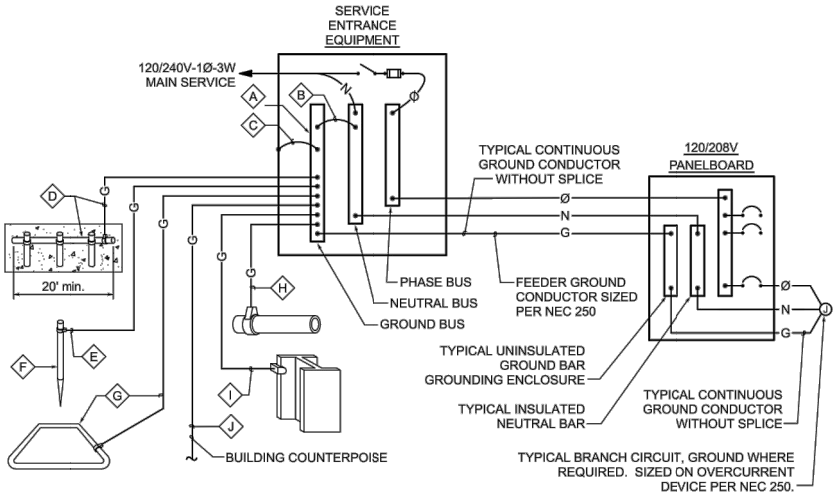 SERVICE
ENTRANCE
EQUIPMENT
120/240V-1Ø-3W
MAIN SERVICE
N
Ø
A
B
C
TYPICAL CONTINUOUS
GROUND CONDUCTOR
WITHOUT SPLICE
120/208V
PANELBOARD
D
G
G
G
G
G
G
Ø
N
G
20' min.
H
PHASE BUS
NEUTRAL BUS
GROUND BUS
FEEDER GROUND
CONDUCTOR SIZED
PER NEC 250
Ø
N
G
J
E
F
G
I
J
TYPICAL UNINSULATED
GROUND BAR
GROUNDING ENCLOSURE
TYPICAL INSULATED
NEUTRAL BAR
TYPICAL CONTINUOUS
GROUND CONDUCTOR
WITHOUT SPLICE
BUILDING COUNTERPOISE
TYPICAL BRANCH CIRCUIT, GROUND WHERE
REQUIRED. SIZED ON OVERCURRENT
DEVICE PER NEC 250.